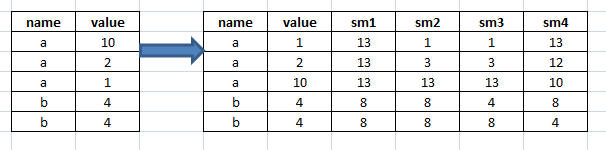 name value name value sm1 sm2 sm3 sm4
a 10 a 1 13 1 1 13
a 2 a 2 13 3 3 12
a 1 a 10 13 13 13 10
b 4 b 4 8 8 4 8
b 4 b 4 8 8 8 4